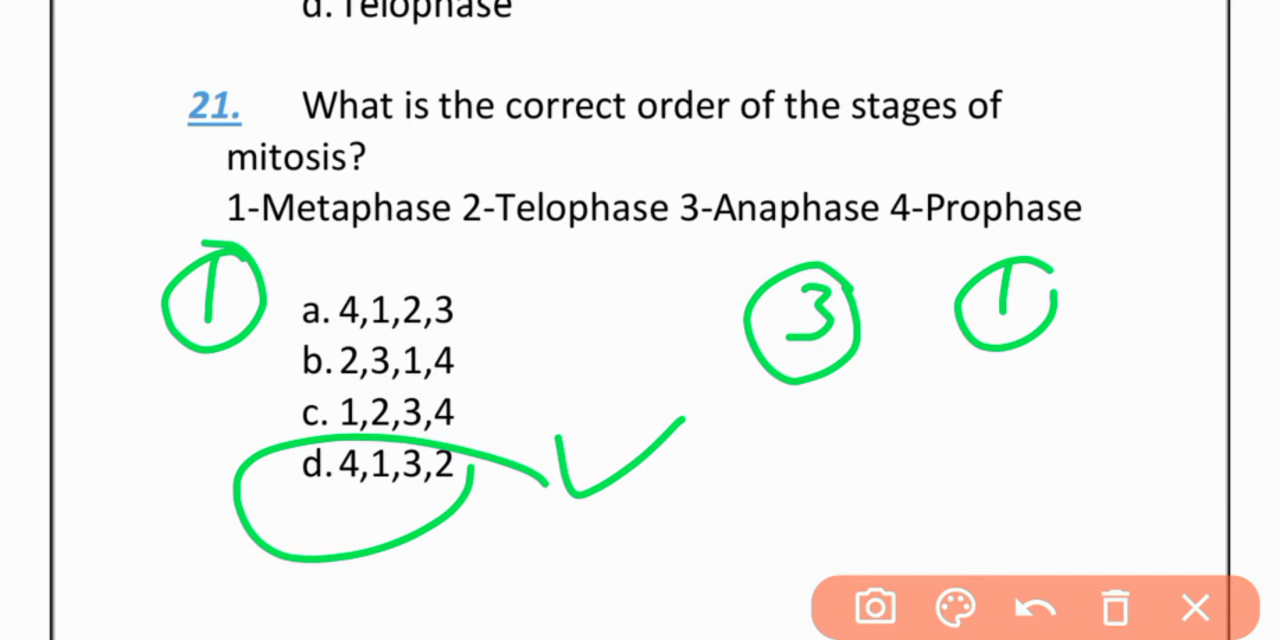 d. Telophase
21. What is the correct order of the stages of
mitosis?
1-Metaphase 2-Telophase 3-Anaphase 4-Prophase
1 3 1
a. 4,1,2,3
b. 2,3,1,4
c. 1,2,3,4
d. 4,1,3,2